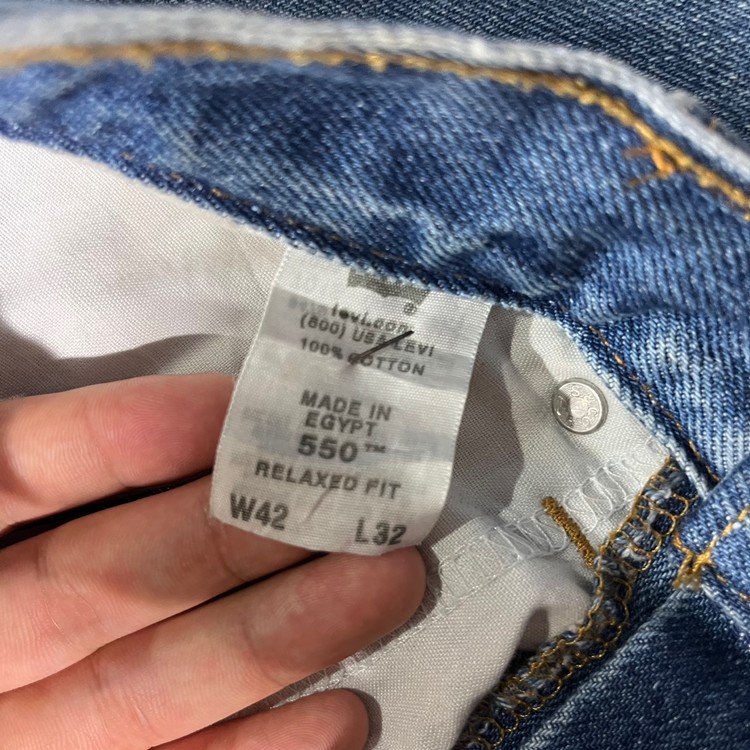 ®
levi.com
(800) USA LEVI
100% COTTON
MADE IN
EGYPT
550™
RELAXED FIT
W42 L32